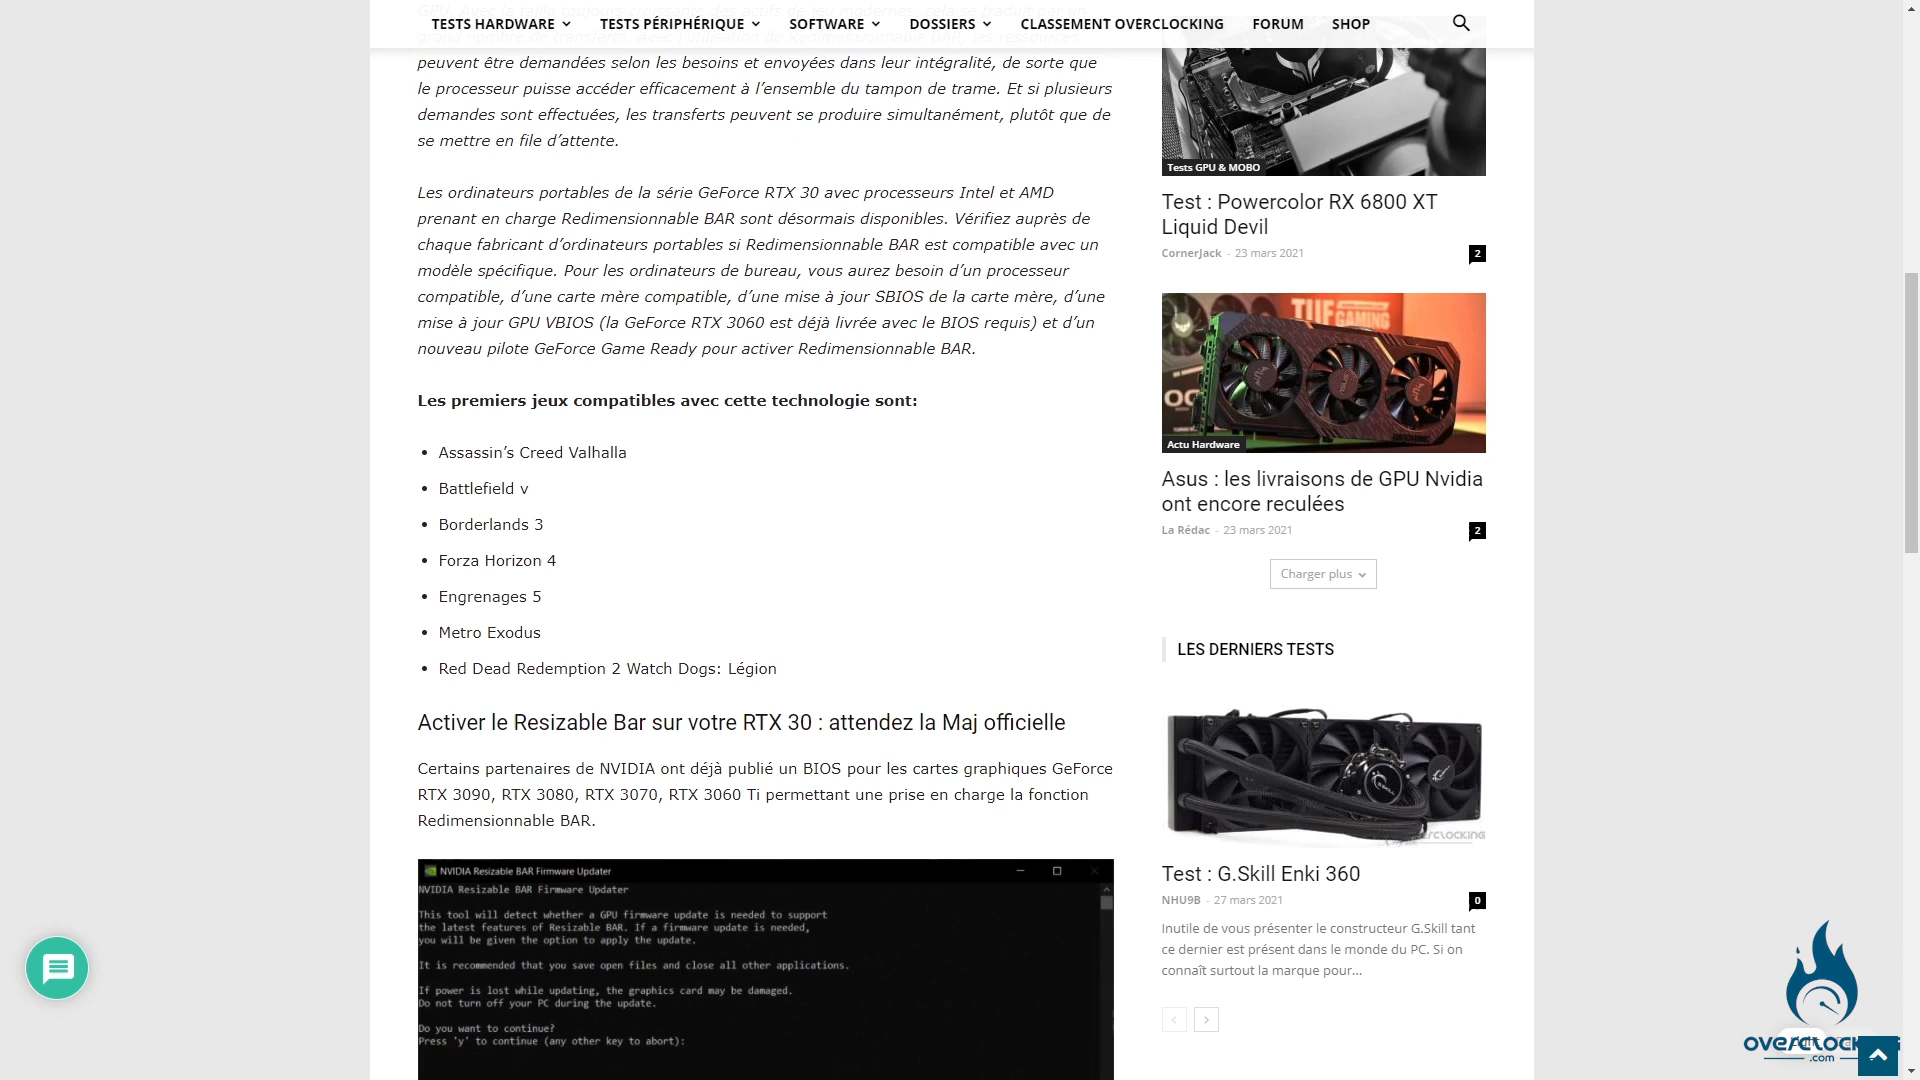 TESTS HARDWARE
TESTS PÉRIPHÉRIQUE
SOFTWARE
DOSSIERS
CLASSEMENT OVERCLOCKING
FORUM
SHOP
peuvent être demandées selon les besoins et envoyées dans leur intégralité, de sorte que
le processeur puisse accéder efficacement à l’ensemble du tampon de trame. Et si plusieurs
demandes sont effectuées, les transferts peuvent se produire simultanément, plutôt que de
se mettre en file d’attente.
Les ordinateurs portables de la série GeForce RTX 30 avec processeurs Intel et AMD
prenant en charge Redimensionnable BAR sont désormais disponibles. Vérifiez auprès de
chaque fabricant d’ordinateurs portables si Redimensionnable BAR est compatible avec un
modèle spécifique. Pour les ordinateurs de bureau, vous aurez besoin d’un processeur
compatible, d’une carte mère compatible, d’une mise à jour SBIOS de la carte mère, d’une
mise à jour GPU VBIOS (la GeForce RTX 3060 est déjà livrée avec le BIOS requis) et d’un
nouveau pilote GeForce Game Ready pour activer Redimensionnable BAR.
Les premiers jeux compatibles avec cette technologie sont:
• Assassin’s Creed Valhalla
• Battlefield v
• Borderlands 3
• Forza Horizon 4
• Engrenages 5
• Metro Exodus
• Red Dead Redemption 2 Watch Dogs: Légion
Activer le Resizable Bar sur votre RTX 30 : attendez la Maj officielle
Certains partenaires de NVIDIA ont déjà publié un BIOS pour les cartes graphiques GeForce
RTX 3090, RTX 3080, RTX 3070, RTX 3060 Ti permettant une prise en charge la fonction
Redimensionnable BAR.
NVIDIA Resizable BAR Firmware Updater
NVIDIA Resizable BAR Firmware Updater
This tool will detect whether a GPU firmware update is needed to support
the latest features of Resizable BAR. If a firmware update is needed,
you will be given the option to apply the update.
It is recommended that you save open files and close all other applications.
If power is lost while updating, the graphics card may be damaged.
Do not turn off your PC during the update.
Do you want to continue?
Press 'y' to continue (any other key to abort):
Tests GPU & MOBO
Test : Powercolor RX 6800 XT
Liquid Devil
CornerJack - 23 mars 2021
2
TUF
GAMING
Actu Hardware
Asus : les livraisons de GPU Nvidia
ont encore reculées
La Rédac - 23 mars 2021
2
Charger plus
LES DERNIERS TESTS
Test : G.Skill Enki 360
NHU9B - 27 mars 2021
0
Inutile de vous présenter le constructeur G.Skill tant
ce dernier est présent dans le monde du PC. Si on
connaît surtout la marque pour...
.com